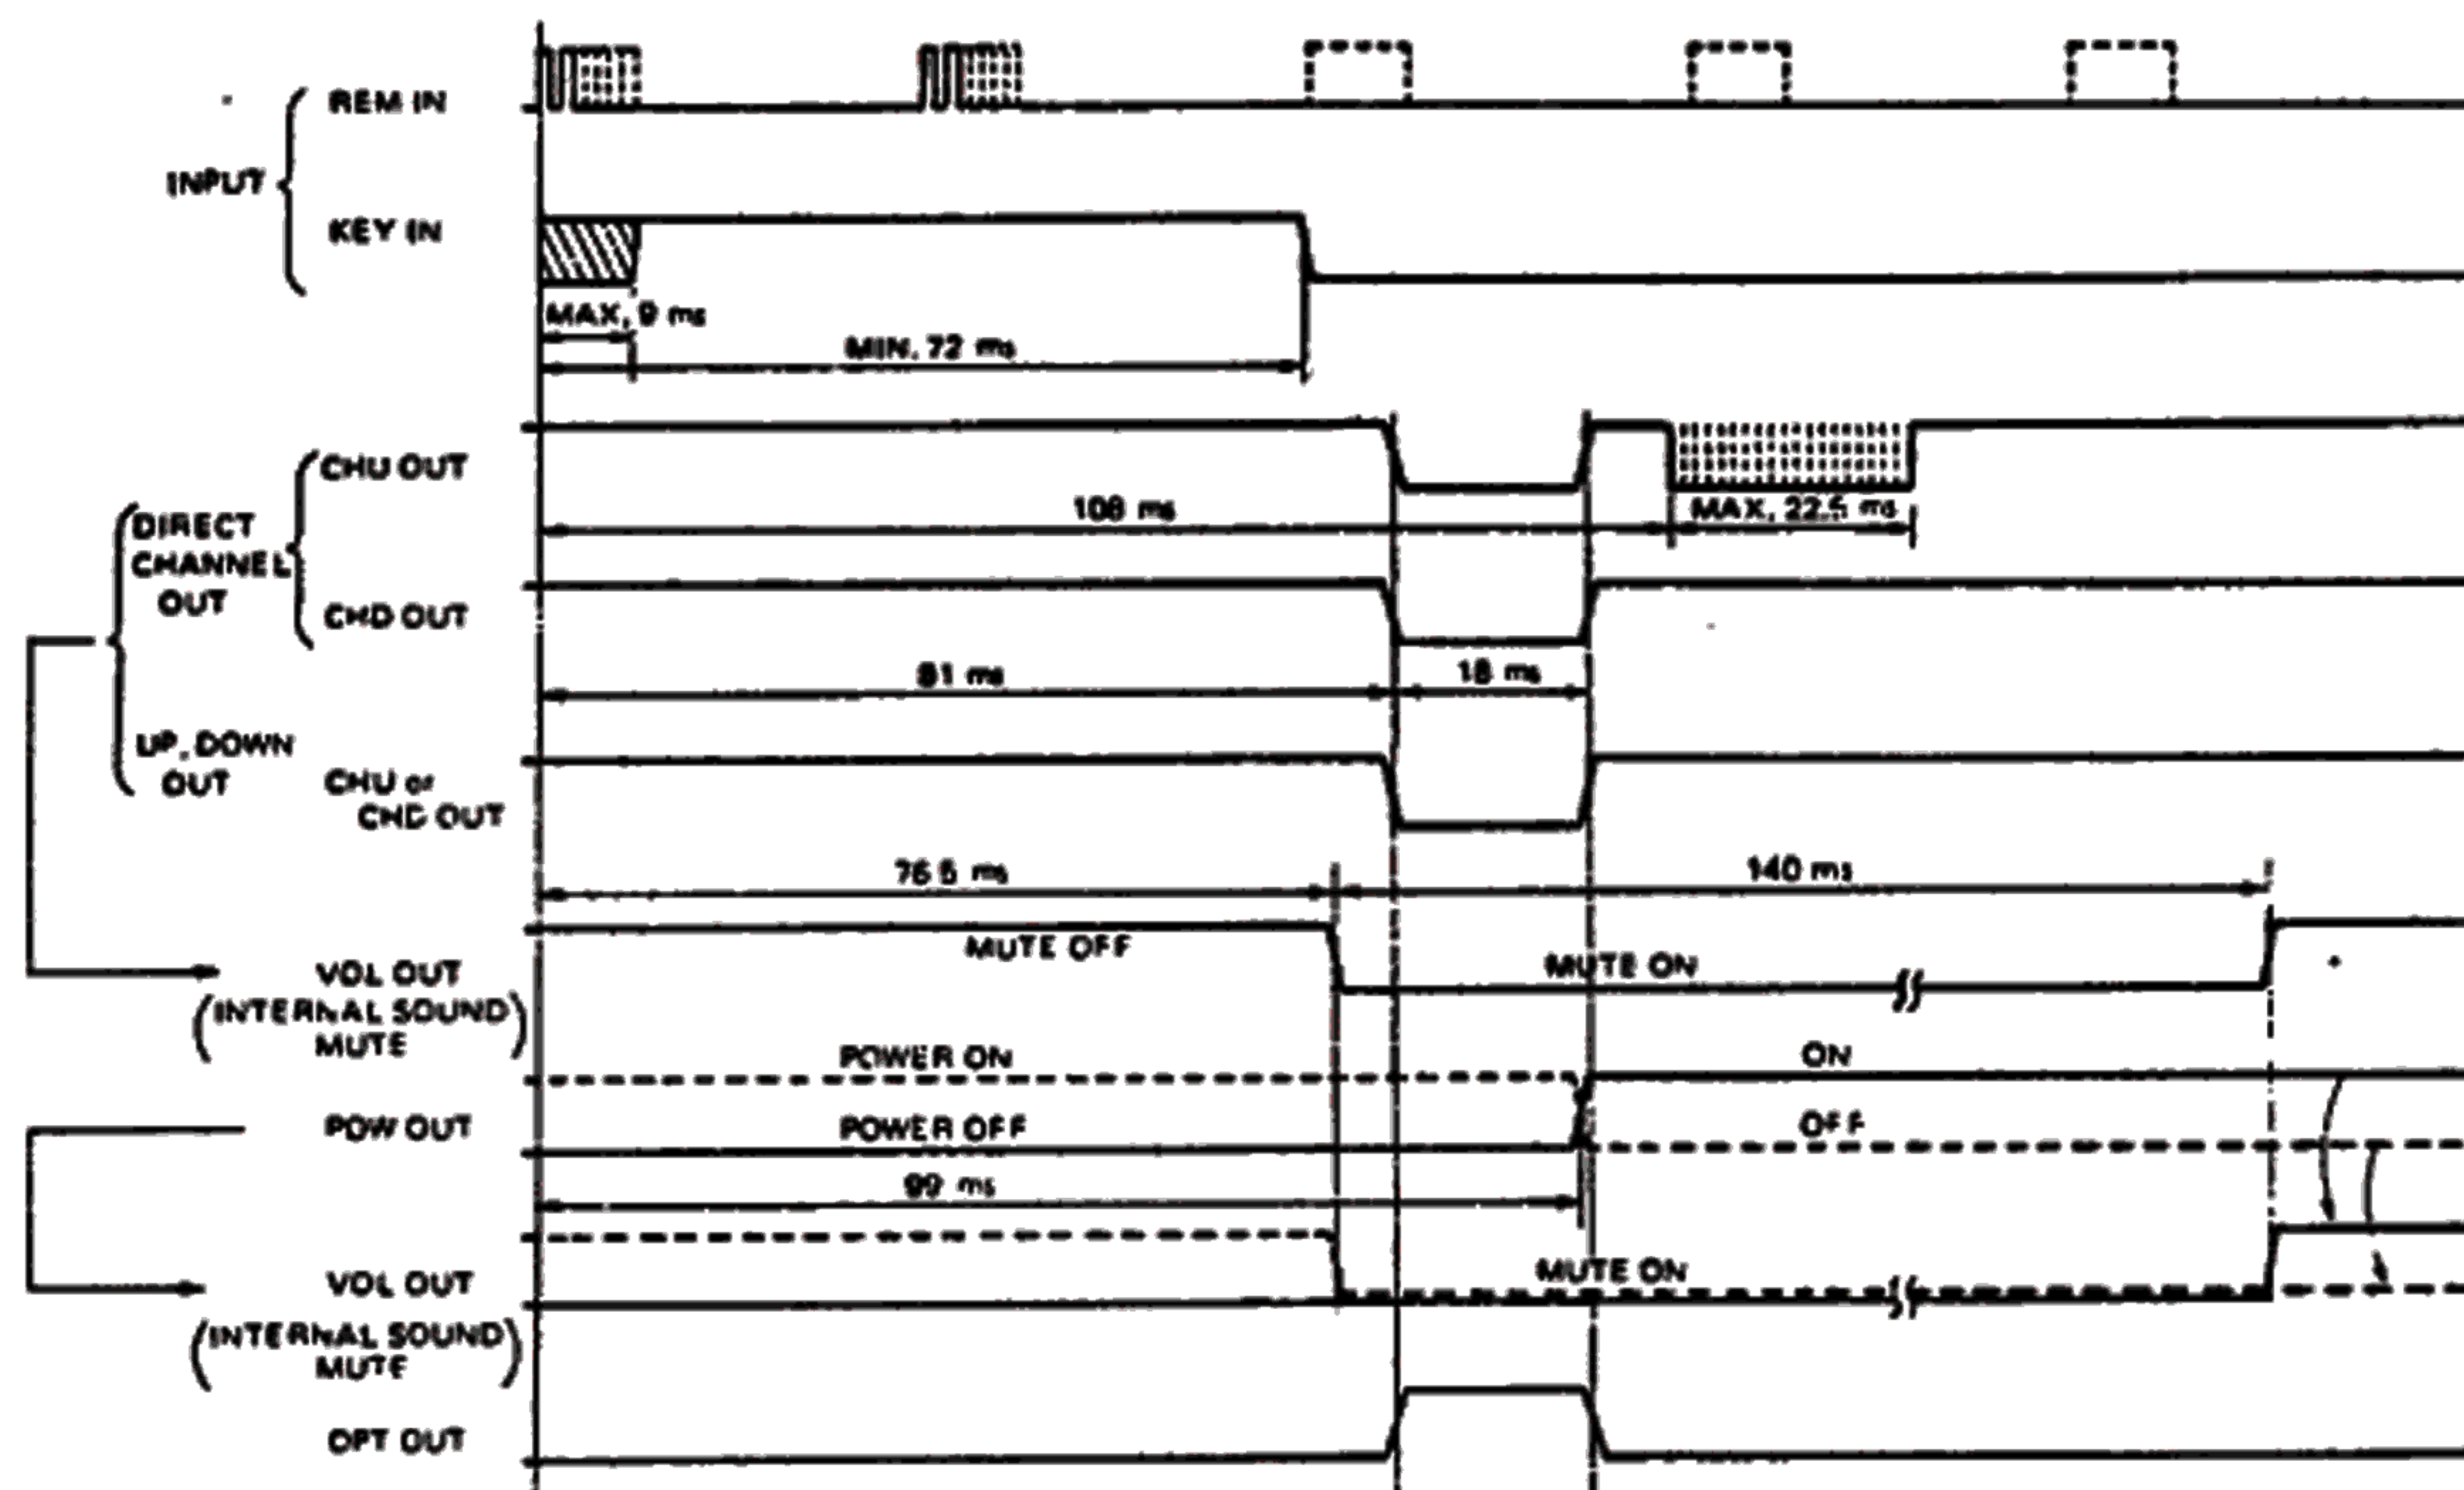 REM IN
INPUT
KEY IN
MAX. 9 ms
MIN. 72 ms
CHU OUT
108 ms
MAX. 22.5 ms
DIRECT
CHANNEL
OUT
CHD OUT
81 ms
18 ms
UP, DOWN
OUT
CHU or
CHD OUT
76.5 ms
140 ms
MUTE OFF
VOL OUT
MUTE ON
(INTERNAL SOUND)
MUTE
POWER ON
ON
POW OUT
POWER OFF
OFF
99 ms
VOL OUT
MUTE ON
(INTERNAL SOUND)
MUTE
OPT OUT